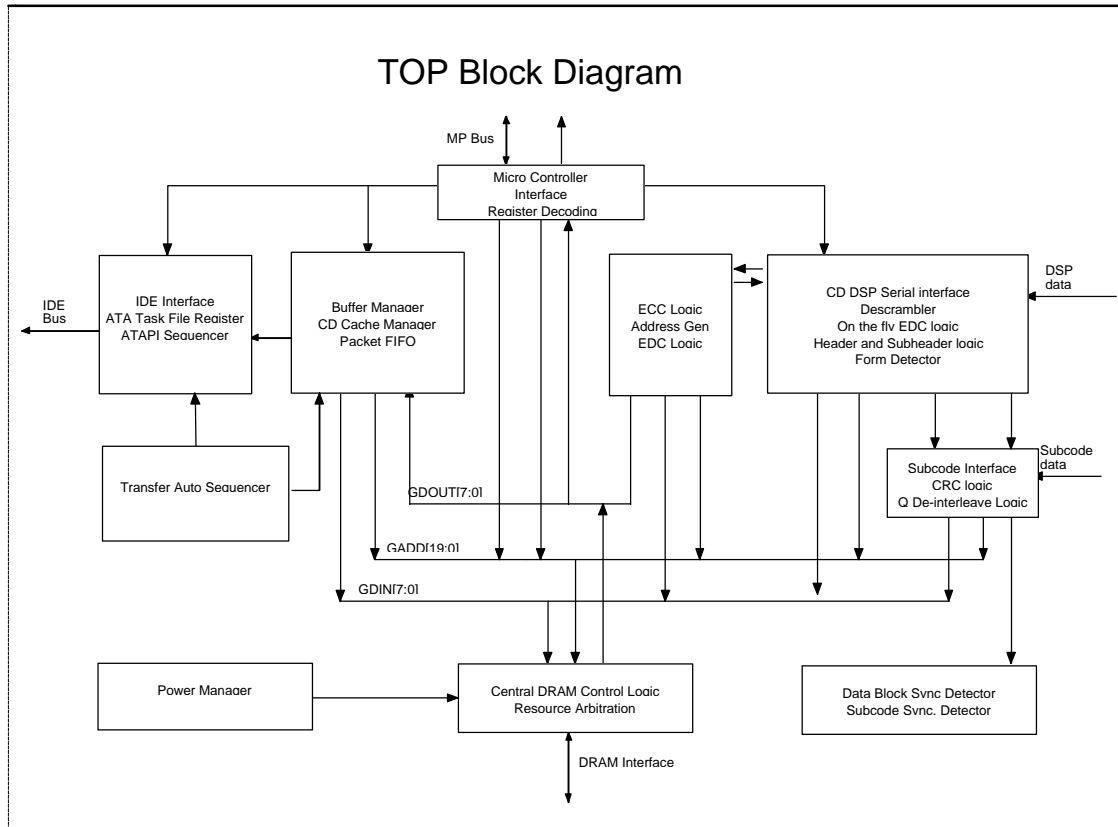 TOP Block Diagram
MP Bus
Micro Controller
Interface
Register Decoding
IDE
Bus
IDE Interface
ATA Task File Register
ATAPI Sequencer
Buffer Manager
CD Cache Manager
Packet FIFO
ECC Logic
Address Gen
EDC Logic
CD DSP Serial interface
Descrambler
On the fly EDC logic
Header and Subheader logic
Form Detector
DSP
data
Transfer Auto Sequencer
Subcode Interface
CRC logic
Q De-interleave Logic
Subcode
data
GDOUT[7:0]
GADD[19:0]
GDIN[7:0]
Power Manager
Central DRAM Control Logic
Resource Arbitration
Data Block Sync Detector
Subcode Sync. Detector
DRAM Interface